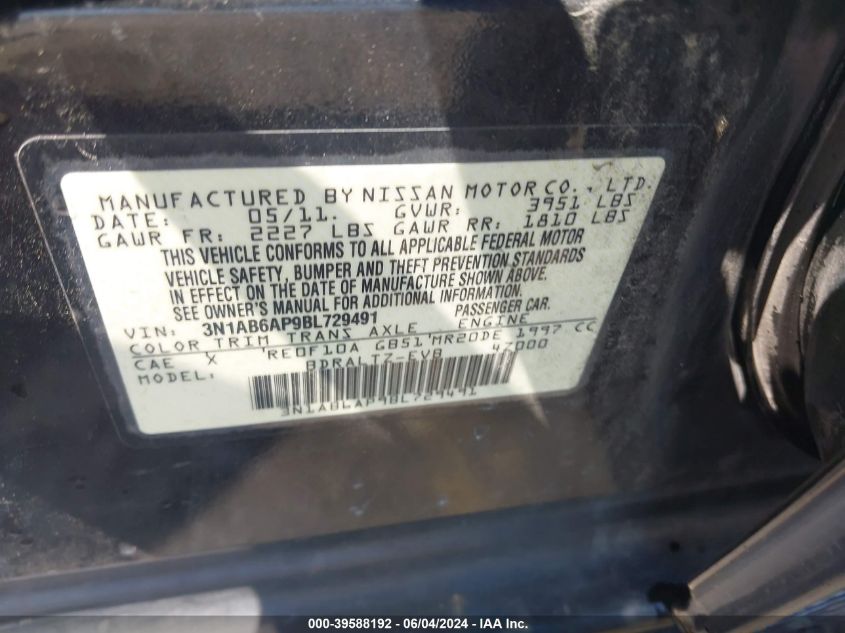 MANUFACTURED BY NISSAN MOTOR CO., LTD.
DATE: 05/11. GVWR: 3951 LBS
GAWR FR: 2227 LBS GAWR RR: 1810 LBS
THIS VEHICLE CONFORMS TO ALL APPLICABLE FEDERAL MOTOR
VEHICLE SAFETY, BUMPER AND THEFT PREVENTION STANDARDS
IN EFFECT ON THE DATE OF MANUFACTURE SHOWN ABOVE.
SEE OWNER'S MANUAL FOR ADDITIONAL INFORMATION.
VIN: 3N1AB6AP9BL729491 PASSENGER CAR.
COLOR TRIM TRANS AXLE ENGINE
CAE X RE0F10A GB51 MR20DE 1997 CC
MODEL: BDRALTZ-EVB 47000
3N1AB6AP9BL729491
000-39588192 - 06/04/2024 - IAA Inc.